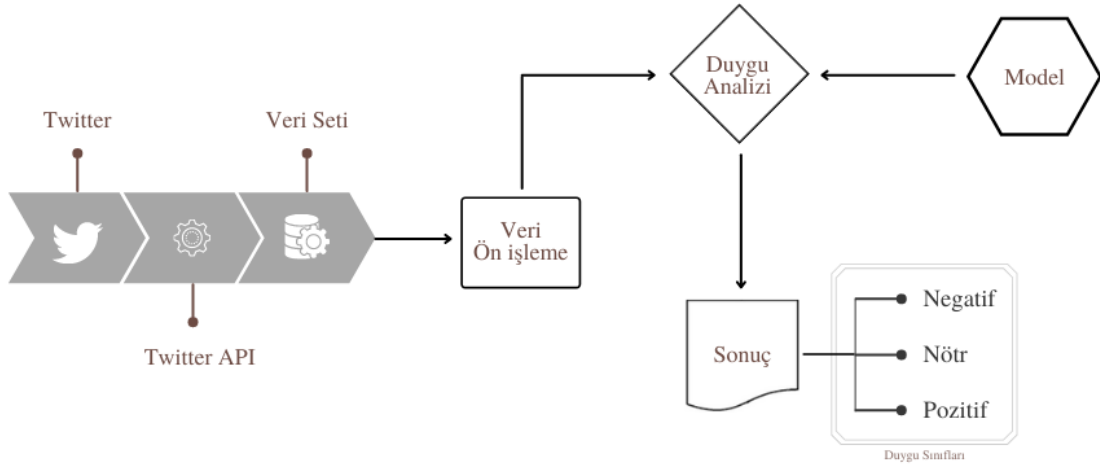 Twitter
Veri Seti
Twitter API
Veri
Ön işleme
Duygu
Analizi
Model
Sonuç
Negatif
Nötr
Pozitif
Duygu Sınıfları